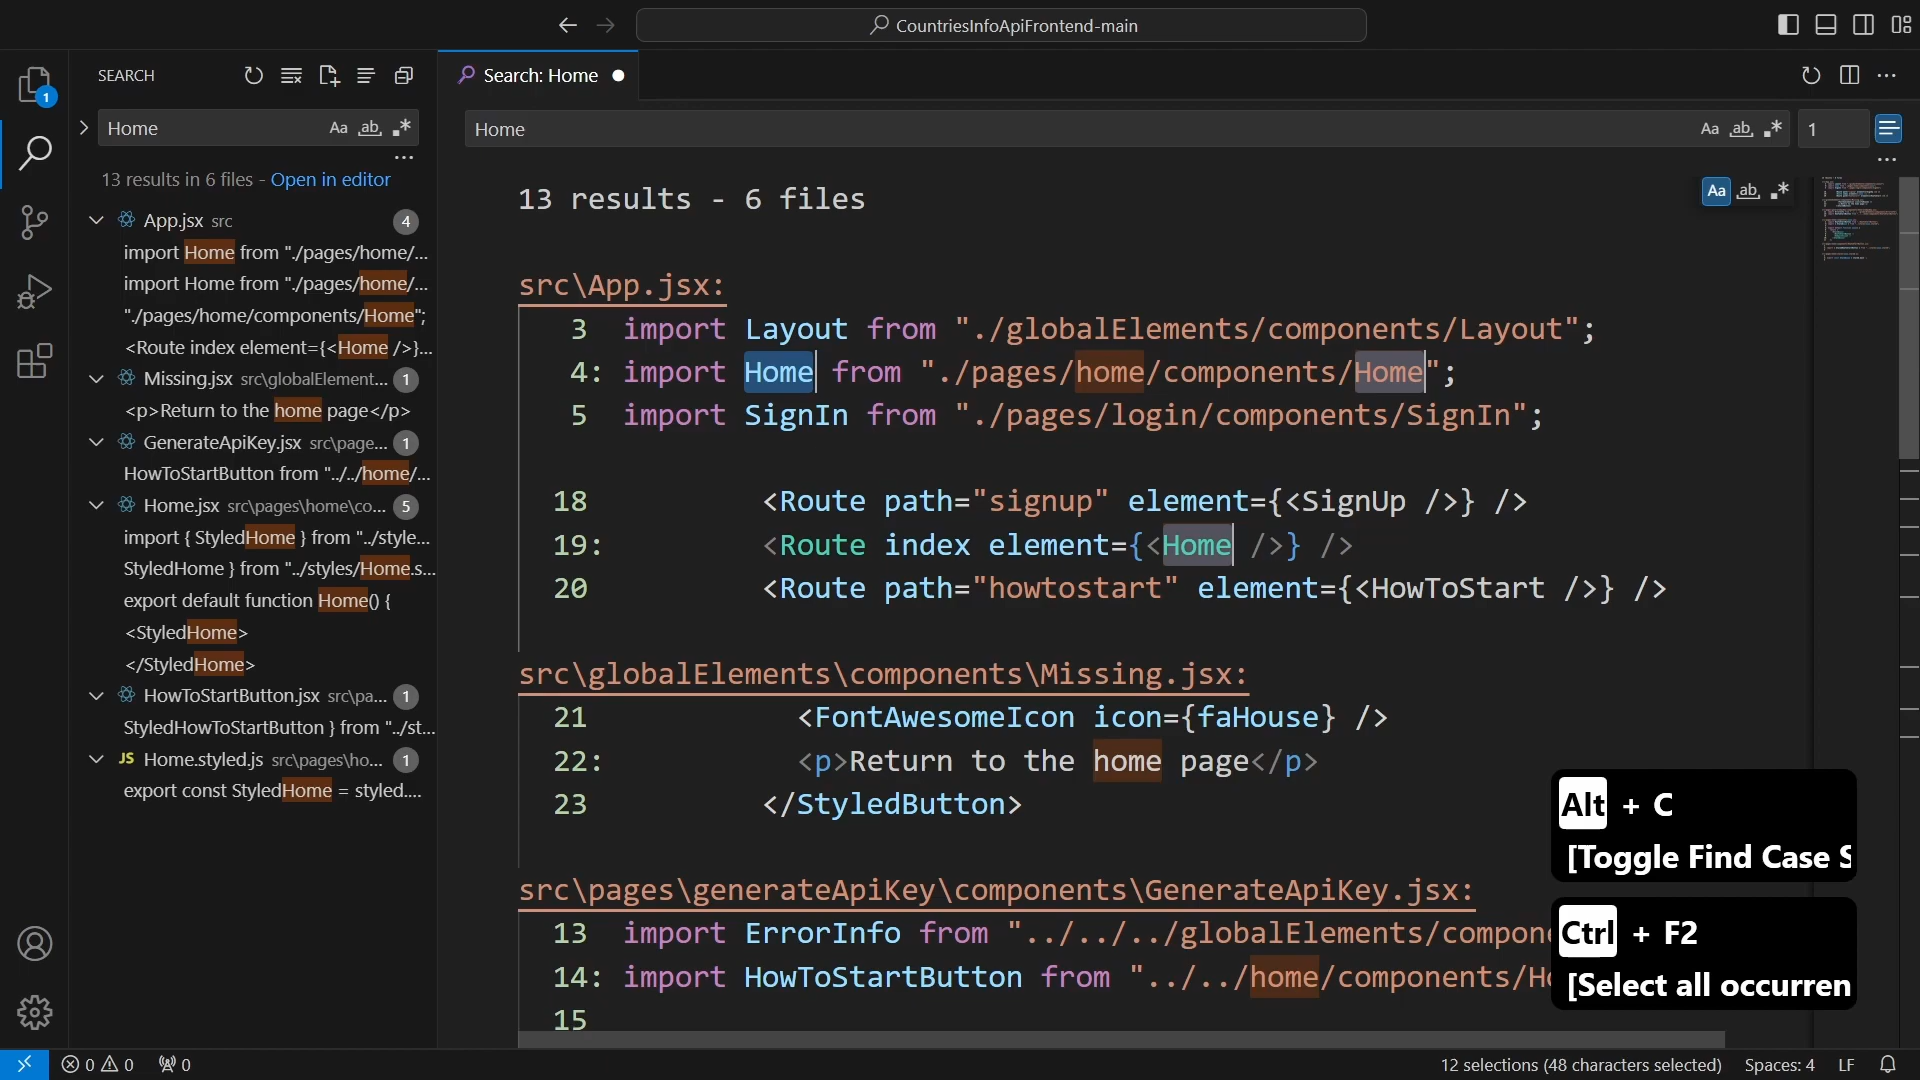 CountriesInfoApiFrontend-main
1
SEARCH
Home
Aa ab .*
...
13 results in 6 files - Open in editor
App.jsx src 4
import Home from "./pages/home/...
import Home from "./pages/home/...
"./pages/home/components/Home";
<Route index element={<Home />}...
Missing.jsx src\globalElement... 1
<p>Return to the home page</p>
GenerateApiKey.jsx src\page... 1
HowToStartButton from "../../home/...
Home.jsx src\pages\home\co... 5
import { StyledHome } from "../style...
StyledHome } from "../styles/Home.s...
export default function Home() {
<StyledHome>
</StyledHome>
HowToStartButton.jsx src\pa... 1
StyledHowToStartButton } from "../st...
JS Home.styled.js src\pages\ho... 1
export const StyledHome = styled....
Search: Home
Home
Aa ab .* 1
...
Aa ab .*
13 results - 6 files
src\App.jsx:
3 import Layout from "./globalElements/components/Layout";
4: import Home from "./pages/home/components/Home";
5 import SignIn from "./pages/login/components/SignIn";
18 <Route path="signup" element={<SignUp />} />
19: <Route index element={<Home />} />
20 <Route path="howtostart" element={<HowToStart />} />
src\globalElements\components\Missing.jsx:
21 <FontAwesomeIcon icon={faHouse} />
22: <p>Return to the home page</p>
23 </StyledButton>
src\pages\generateApiKey\components\GenerateApiKey.jsx:
13 import ErrorInfo from "../../../globalElements/compone
14: import HowToStartButton from "../../home/components/Ho
15
Alt + C
[Toggle Find Case S
Ctrl + F2
[Select all occurren
0 0 0
12 selections (48 characters selected) Spaces: 4 LF